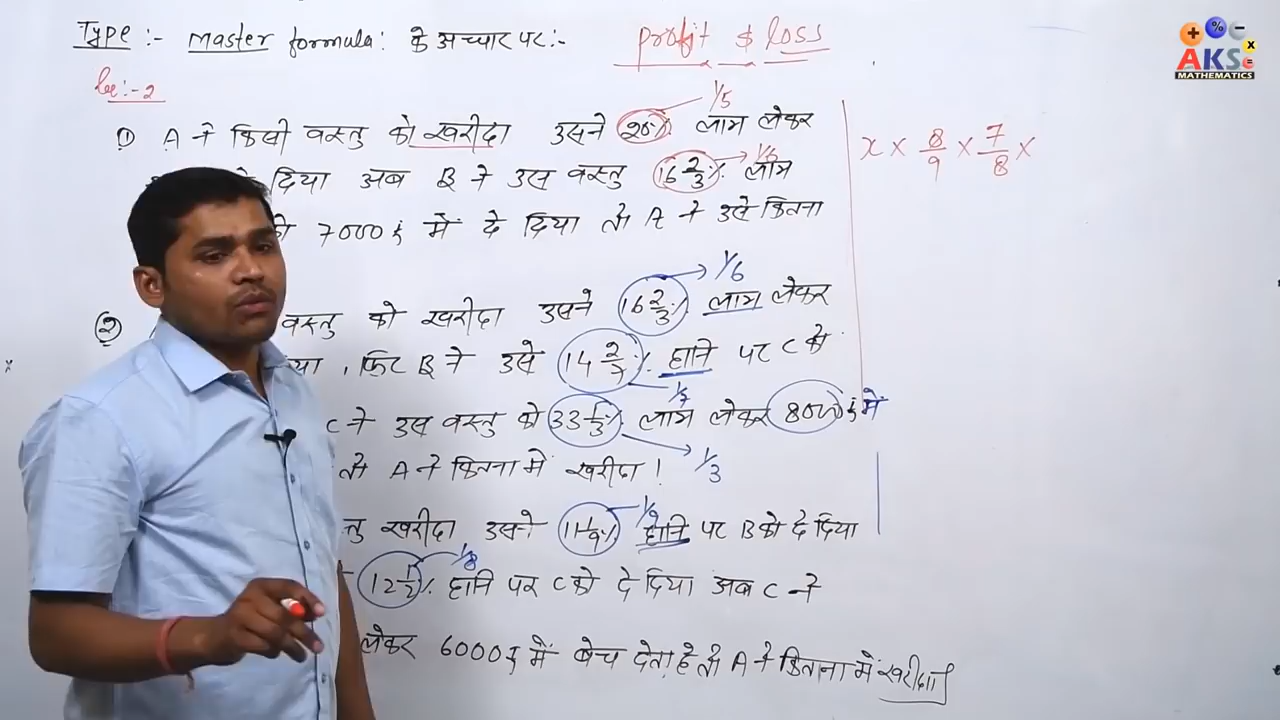 Type :- Master formula: के अच्यार पर:- profit $ loss
AKS MATHEMATICS
1) A ने किसी वस्तु को खरीदा उसने 20% लाभ लेकर
1/5
दिया अब B ने उस वस्तु 16 2/3 % लाभ
1/6
7000 ₹ में दे दिया तो A ने उसे कितना
x × 8/9 × 7/8 ×
② वस्तु को खरीदा उसने 16 2/3 % लाभ लेकर
1/6
फिर B ने उसे 14 2/7 % हानि पर C को
1/7
C ने उस वस्तु को 33 1/3 % लाभ लेकर 8000 ₹ में
तो A ने कितना में खरीदा !
1/3
खरीदा उसने 11 1/9 % हानि पर B को दे दिया
1/9
12 1/2 % हानि पर C को दे दिया अब C ने
1/8
लेकर 6000 ₹ में बेच देता है तो A ने कितना में खरीदा